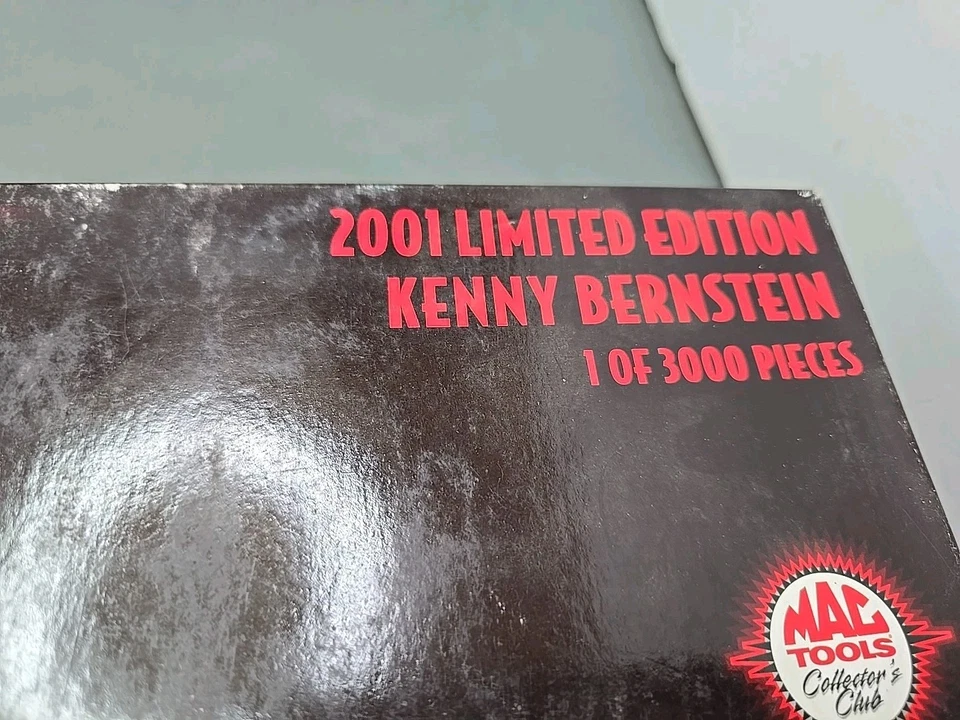 2001 LIMITED EDITION
KENNY BERNSTEIN
1 OF 3000 PIECES
MAC
TOOLS
Collector's
Club